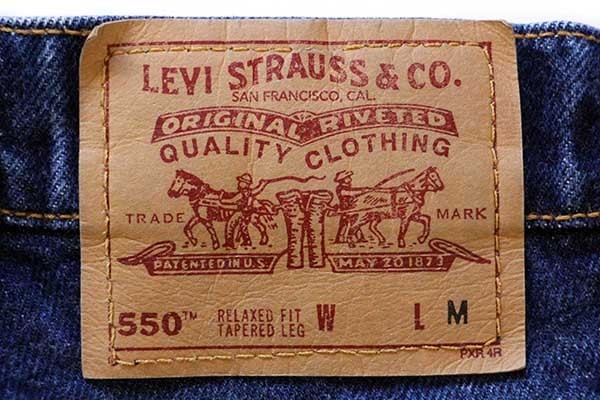 LEVI STRAUSS & CO.
SAN FRANCISCO, CAL.
ORIGINAL RIVETED
QUALITY CLOTHING
TRADE MARK
PATENTED IN U.S. MAY 20 1873
550™ RELAXED FIT W L M
TAPERED LEG
PXR 4R